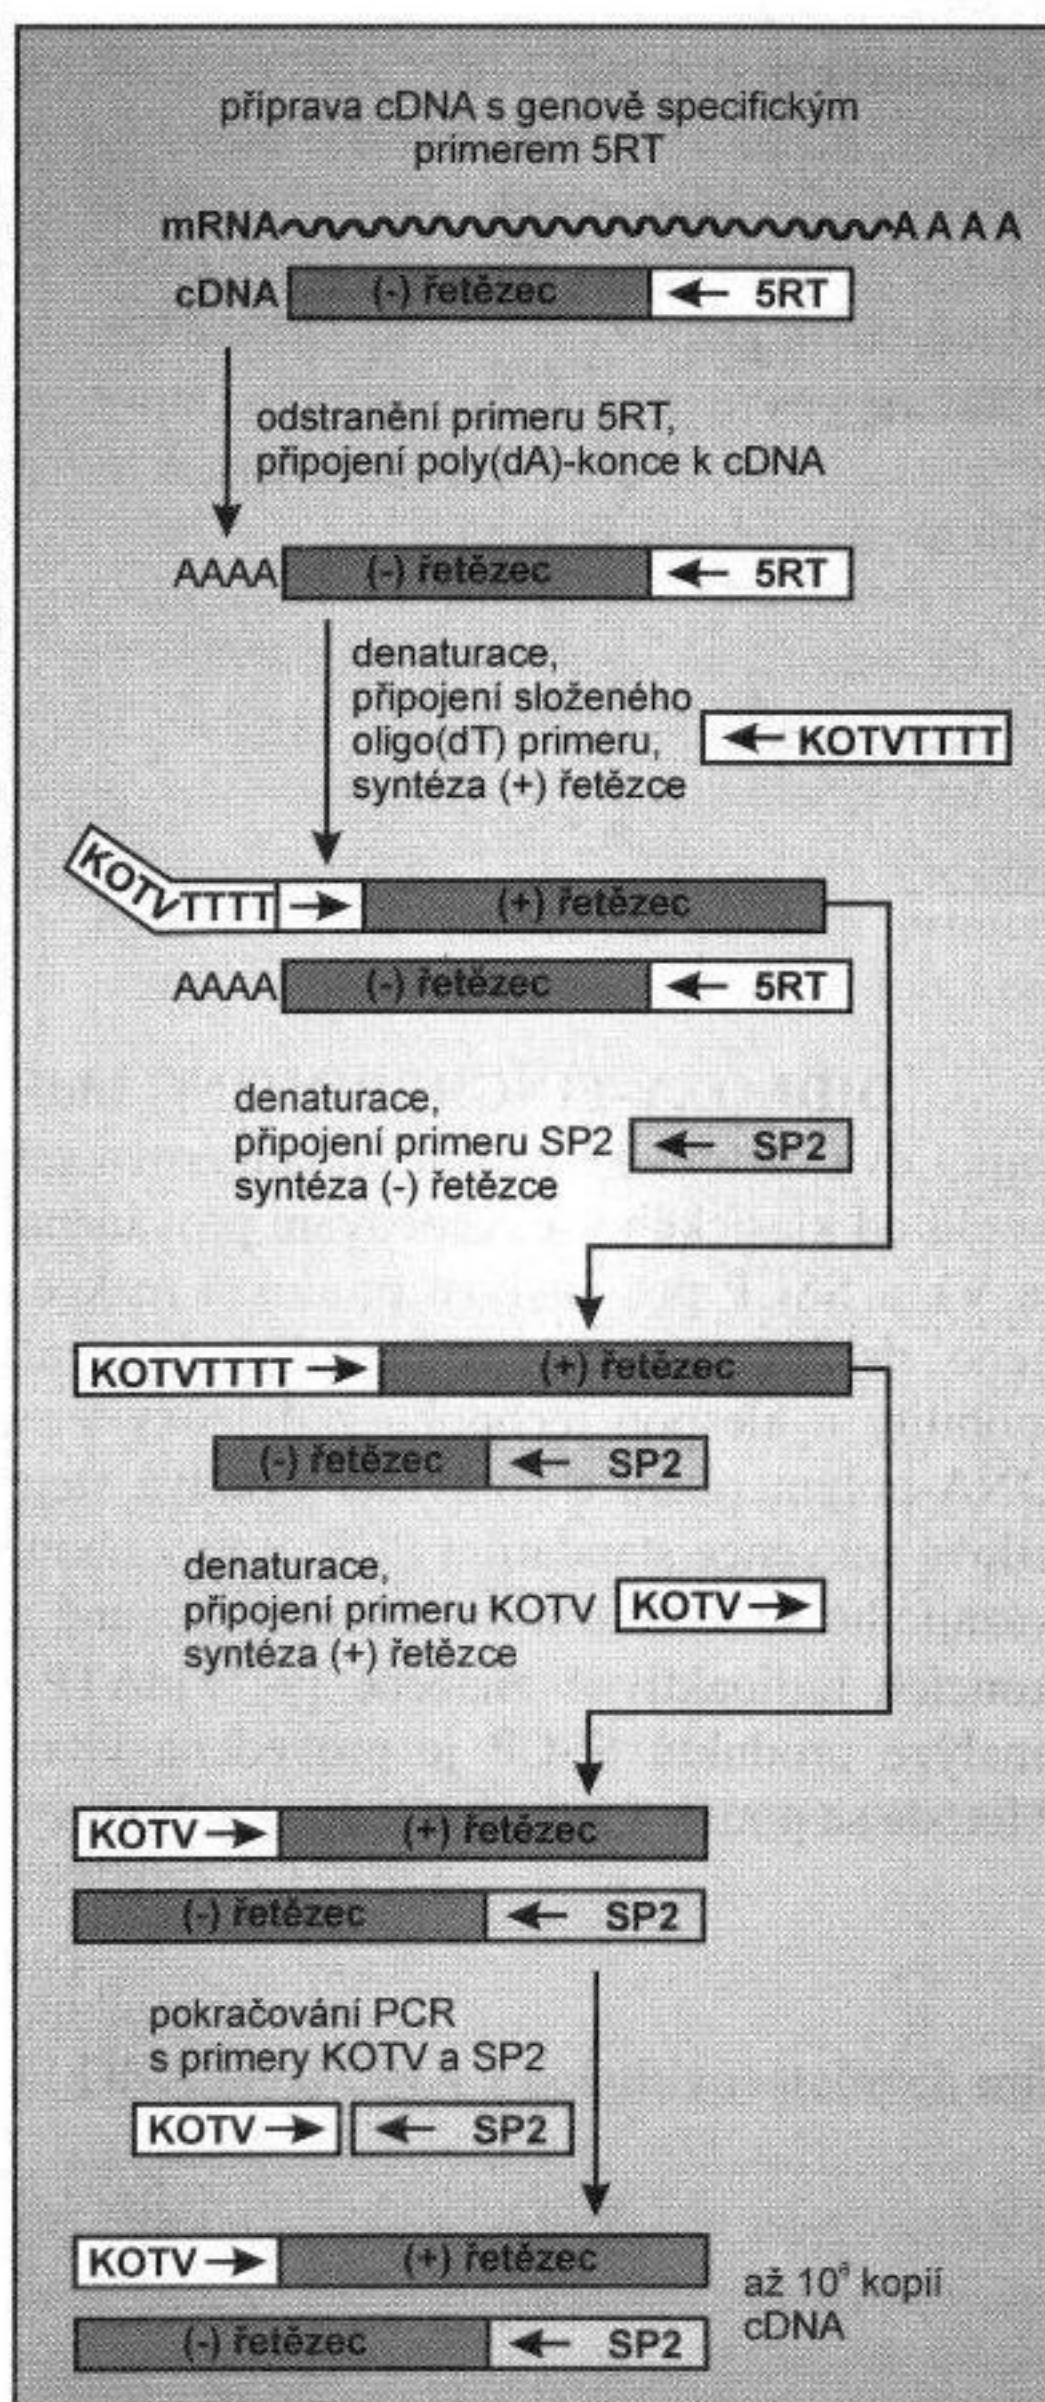 příprava cDNA s genově specifickým
primerem 5RT
mRNA AAAA
cDNA (-) řetězec ← 5RT
odstranění primeru 5RT,
připojení poly(dA)-konce k cDNA
AAAA (-) řetězec ← 5RT
denaturace,
připojení složeného
oligo(dT) primeru,
syntéza (+) řetězce
← KOTVTTTT
KOTVTTTT → (+) řetězec
AAAA (-) řetězec ← 5RT
denaturace,
připojení primeru SP2
syntéza (-) řetězce
← SP2
KOTVTTTT → (+) řetězec
(-) řetězec ← SP2
denaturace,
připojení primeru KOTV
syntéza (+) řetězce
KOTV →
KOTV → (+) řetězec
(-) řetězec ← SP2
pokračování PCR
s primery KOTV a SP2
KOTV → ← SP2
KOTV → (+) řetězec
(-) řetězec ← SP2
až kopií
cDNA